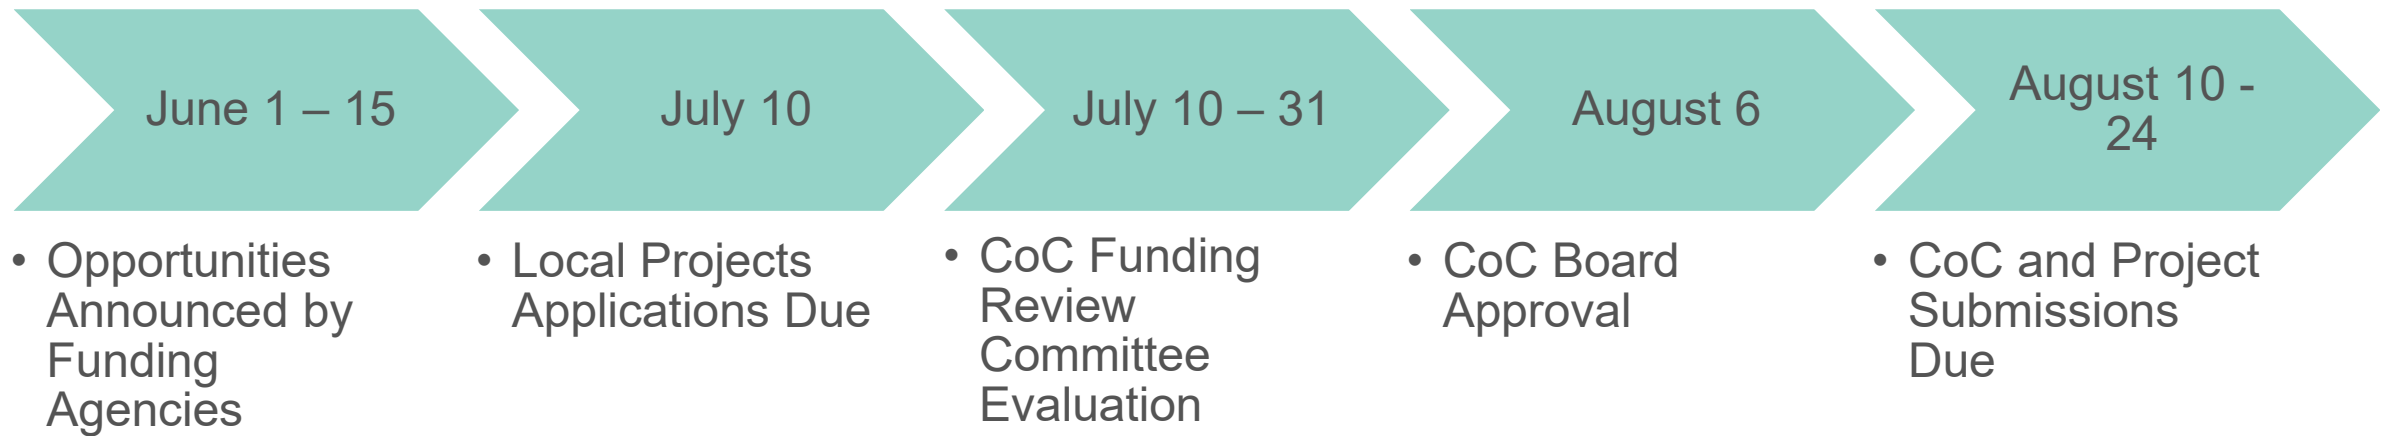 June 1 – 15
July 10
July 10 – 31
August 6
August 10 -
24
• Opportunities
Announced by
Funding
Agencies
• Local Projects
Applications Due
• CoC Funding
Review
Committee
Evaluation
• CoC Board
Approval
• CoC and Project
Submissions
Due